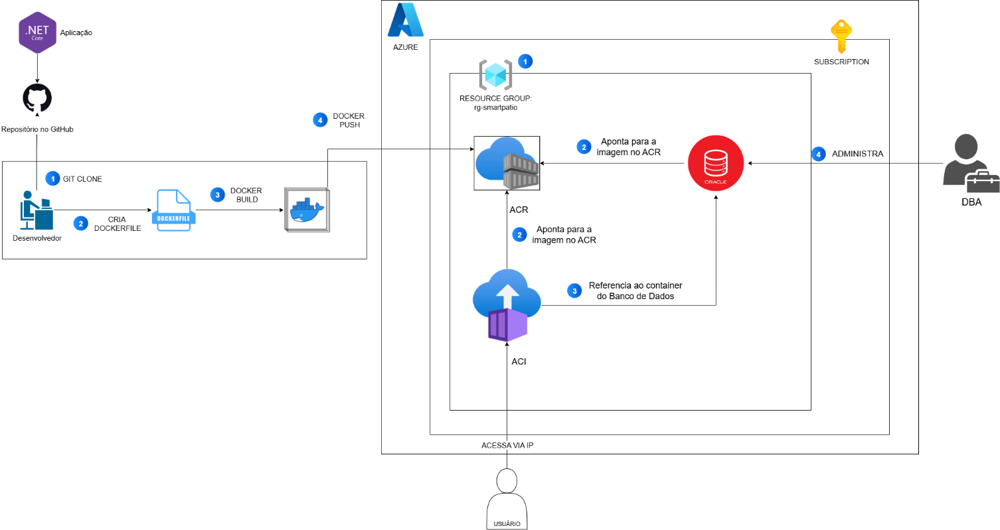 .NET
Core
Aplicação
Repositório no GitHub
1
GIT CLONE
2
CRIA
DOCKERFILE
3
DOCKER
BUILD
DOCKERFILE
Desenvolvedor
4
DOCKER
PUSH
AZURE
SUBSCRIPTION
1
RESOURCE GROUP:
rg-smartpatio
2
Aponta para a
imagem no ACR
ORACLE
4
ADMINISTRA
DBA
ACR
2
Aponta para a
imagem no ACR
3
Referencia ao container
do Banco de Dados
ACI
ACESSA VIA IP
USUÁRIO